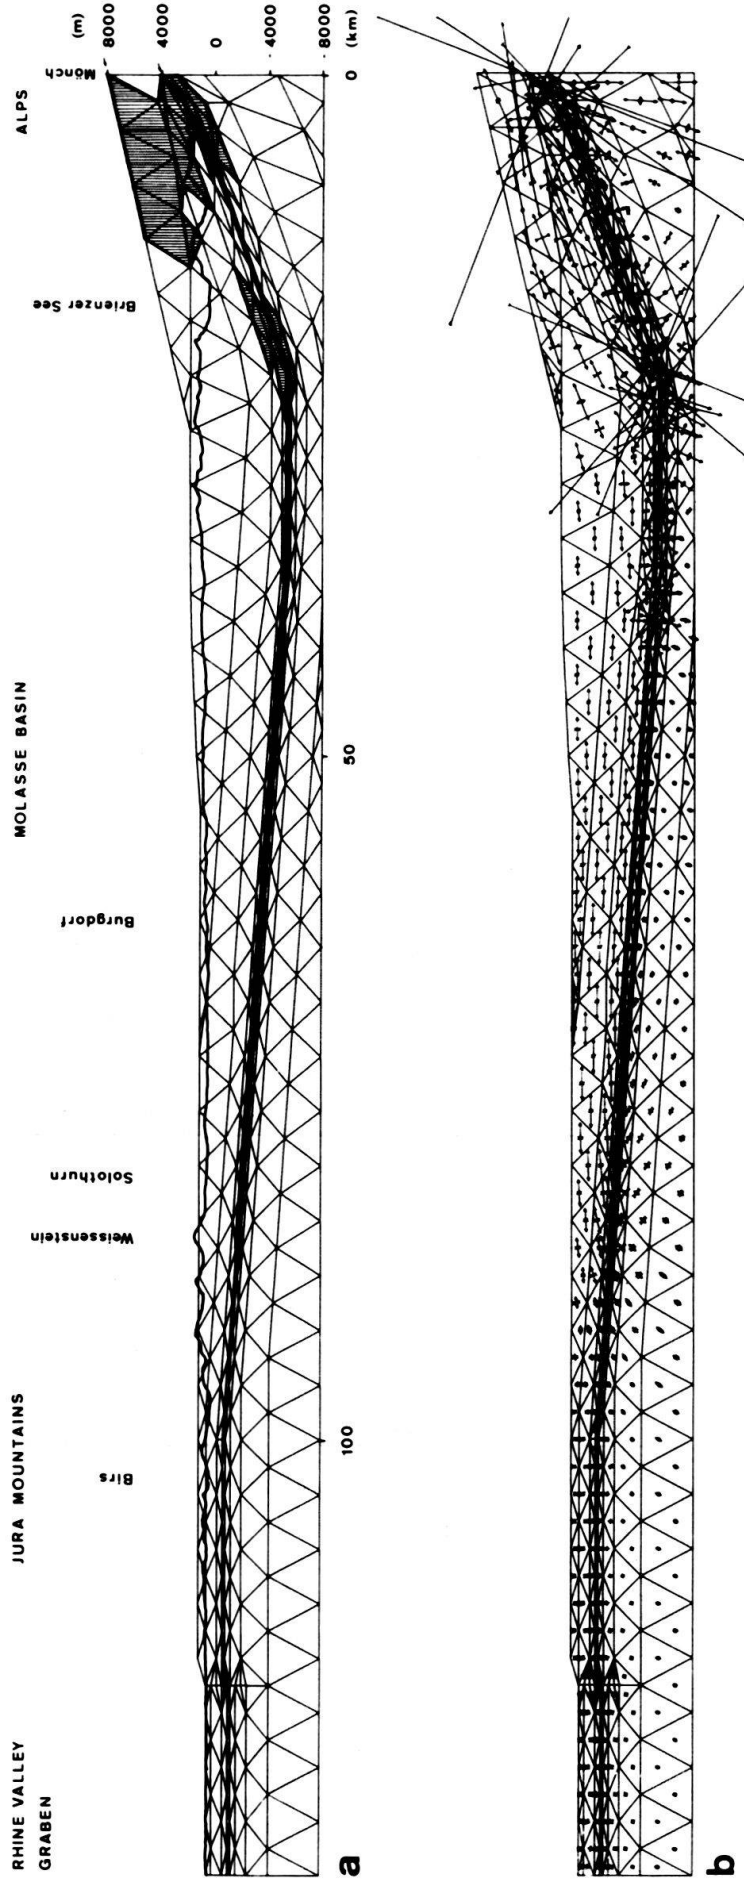 RHINE VALLEY
GRABEN
JURA MOUNTAINS
MOLASSE BASIN
ALPS
Birs
Weissenstein
Solothurn
Burgdorf
Brienzer See
Mönch
(m)
8000
4000
0
4000
8000
(km)
100
50
0
a
b